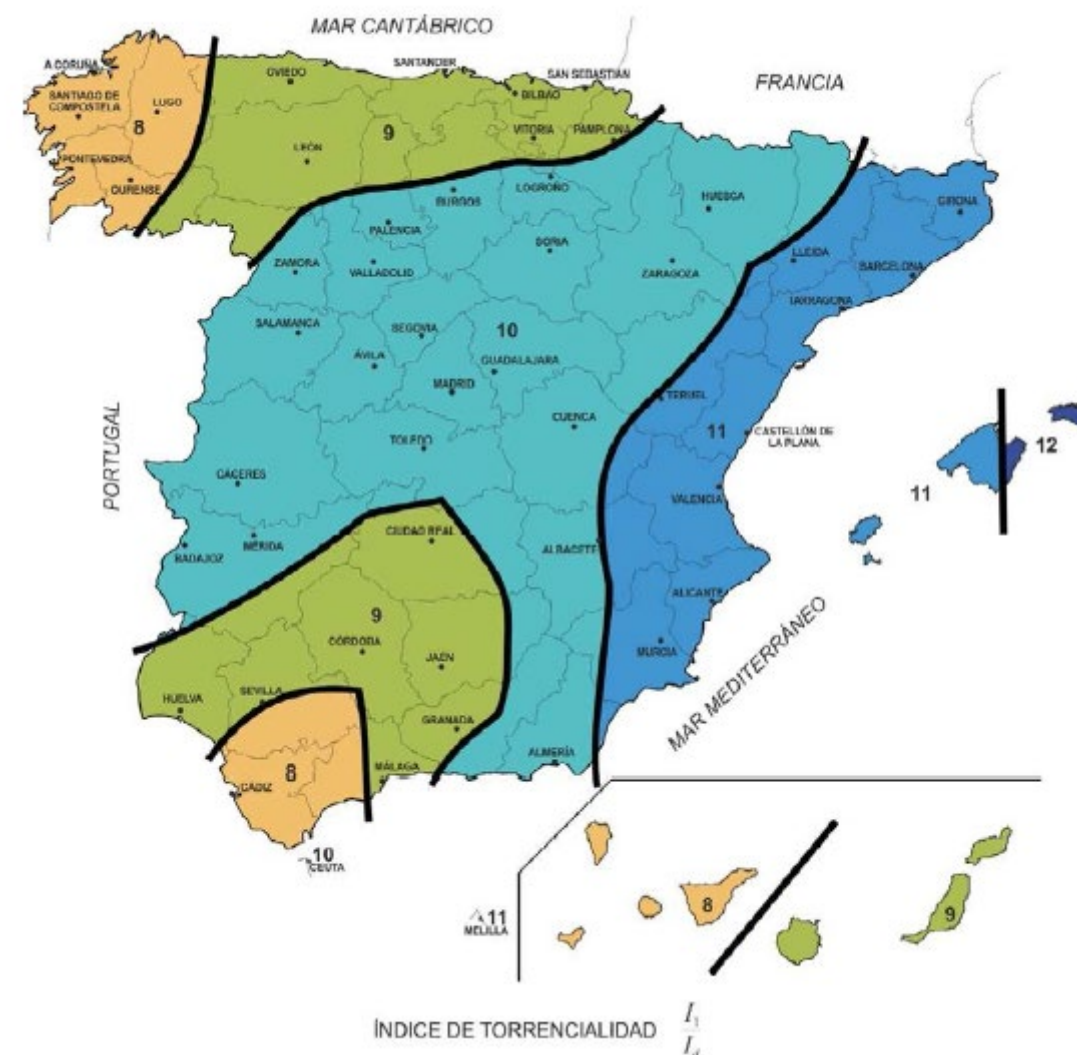 MAR CANTÁBRICO
A CORUÑA
SANTIAGO DE
COMPOSTELA
LUGO
8
PONTEVEDRA
OURENSE
OVIEDO
SANTANDER
SAN SEBASTIÁN
BILBAO
FRANCIA
9
VITORIA
PAMPLONA
LEÓN
LOGROÑO
BURGOS
HUESCA
GIRONA
PALENCIA
SORIA
ZAMORA
VALLADOLID
ZARAGOZA
LLEIDA
BARCELONA
TARRAGONA
SALAMANCA
SEGOVIA
10
ÁVILA
GUADALAJARA
MADRID
TERUEL
PORTUGAL
CUENCA
11
CASTELLÓN
DE LA PLANA
12
TOLEDO
CÁCERES
VALENCIA
11
CIUDAD REAL
ALBACETE
BADAJOZ
MÉRIDA
ALICANTE
MAR MEDITERRÁNEO
9
CÓRDOBA
JAÉN
MURCIA
HUELVA
SEVILLA
GRANADA
ALMERÍA
MÁLAGA
8
CÁDIZ
10
CEUTA
11
MELILLA
8
9
ÍNDICE DE TORRENCIALIDAD I₁/I_d